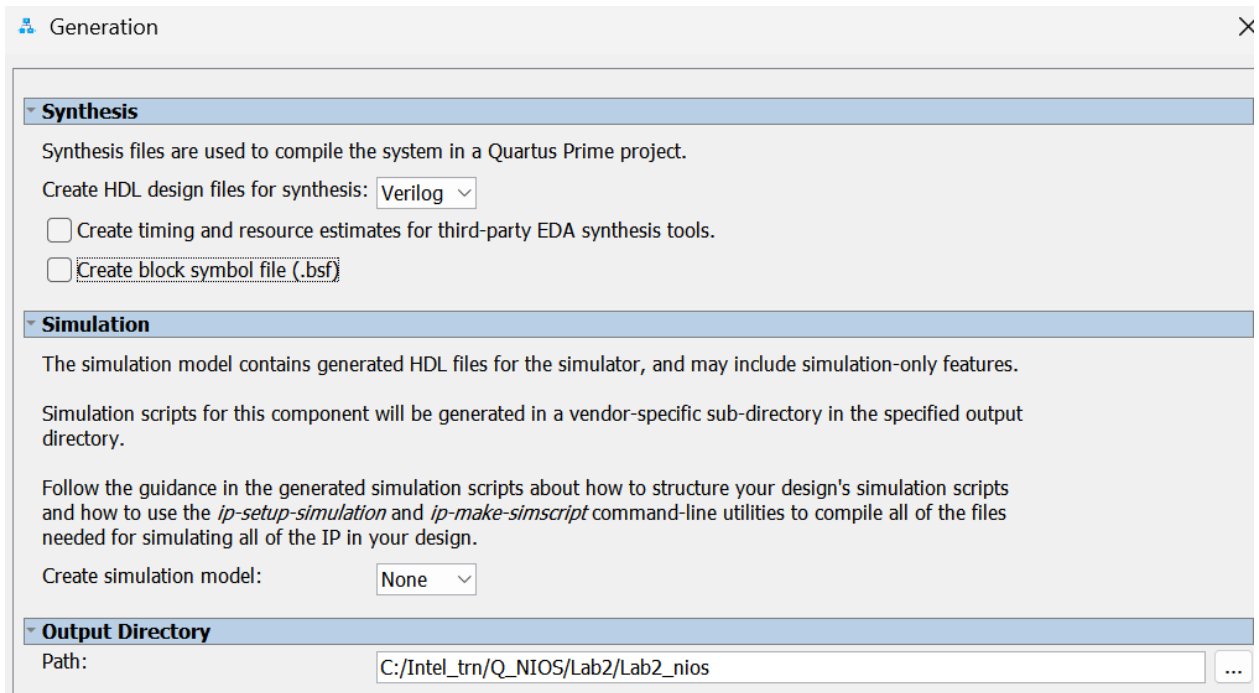 Generation
Synthesis
Synthesis files are used to compile the system in a Quartus Prime project.
Create HDL design files for synthesis: Verilog
Create timing and resource estimates for third-party EDA synthesis tools.
Create block symbol file (.bsf)
Simulation
The simulation model contains generated HDL files for the simulator, and may include simulation-only features.
Simulation scripts for this component will be generated in a vendor-specific sub-directory in the specified output
directory.
Follow the guidance in the generated simulation scripts about how to structure your design's simulation scripts
and how to use the ip-setup-simulation and ip-make-simscript command-line utilities to compile all of the files
needed for simulating all of the IP in your design.
Create simulation model: None
Output Directory
Path: C:/Intel_trn/Q_NIOS/Lab2/Lab2_nios ...